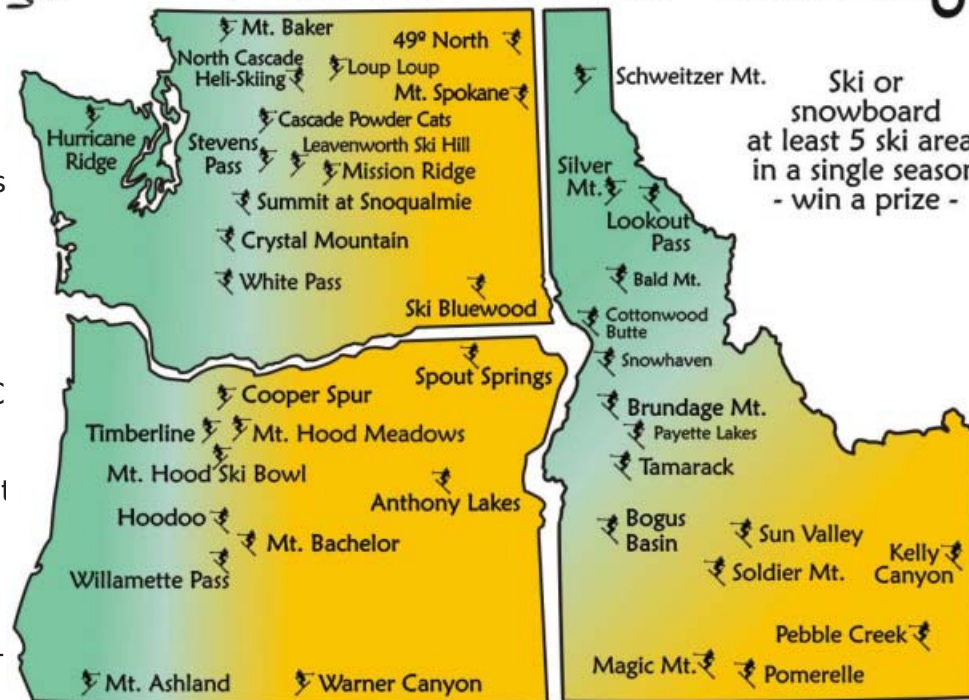 Mt. Baker
49º North
North Cascade
Heli-Skiing
Loup Loup
Mt. Spokane
Hurricane
Ridge
Cascade Powder Cats
Stevens
Pass
Leavenworth Ski Hill
Mission Ridge
Summit at Snoqualmie
Crystal Mountain
White Pass
Ski Bluewood
Schweitzer Mt.
Ski or
snowboard
at least 5 ski area
in a single season
- win a prize -
Silver
Mt.
Lookout
Pass
Bald Mt.
Cottonwood
Butte
Snowhaven
Brundage Mt.
Payette Lakes
Tamarack
Bogus
Basin
Sun Valley
Soldier Mt.
Kelly
Canyon
Pebble Creek
Magic Mt.
Pomerelle
Spout Springs
Cooper Spur
Timberline
Mt. Hood Meadows
Mt. Hood Ski Bowl
Anthony Lakes
Hoodoo
Mt. Bachelor
Willamette Pass
Mt. Ashland
Warner Canyon